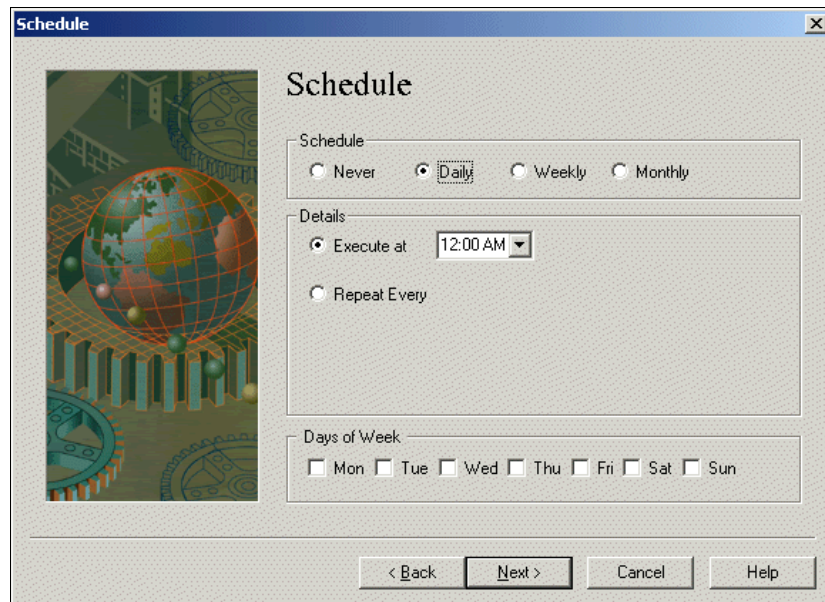 Schedule
Schedule
Schedule
Never Daily Weekly Monthly
Details
Execute at 12:00 AM
Repeat Every
Days of Week
Mon Tue Wed Thu Fri Sat Sun
< Back Next > Cancel Help